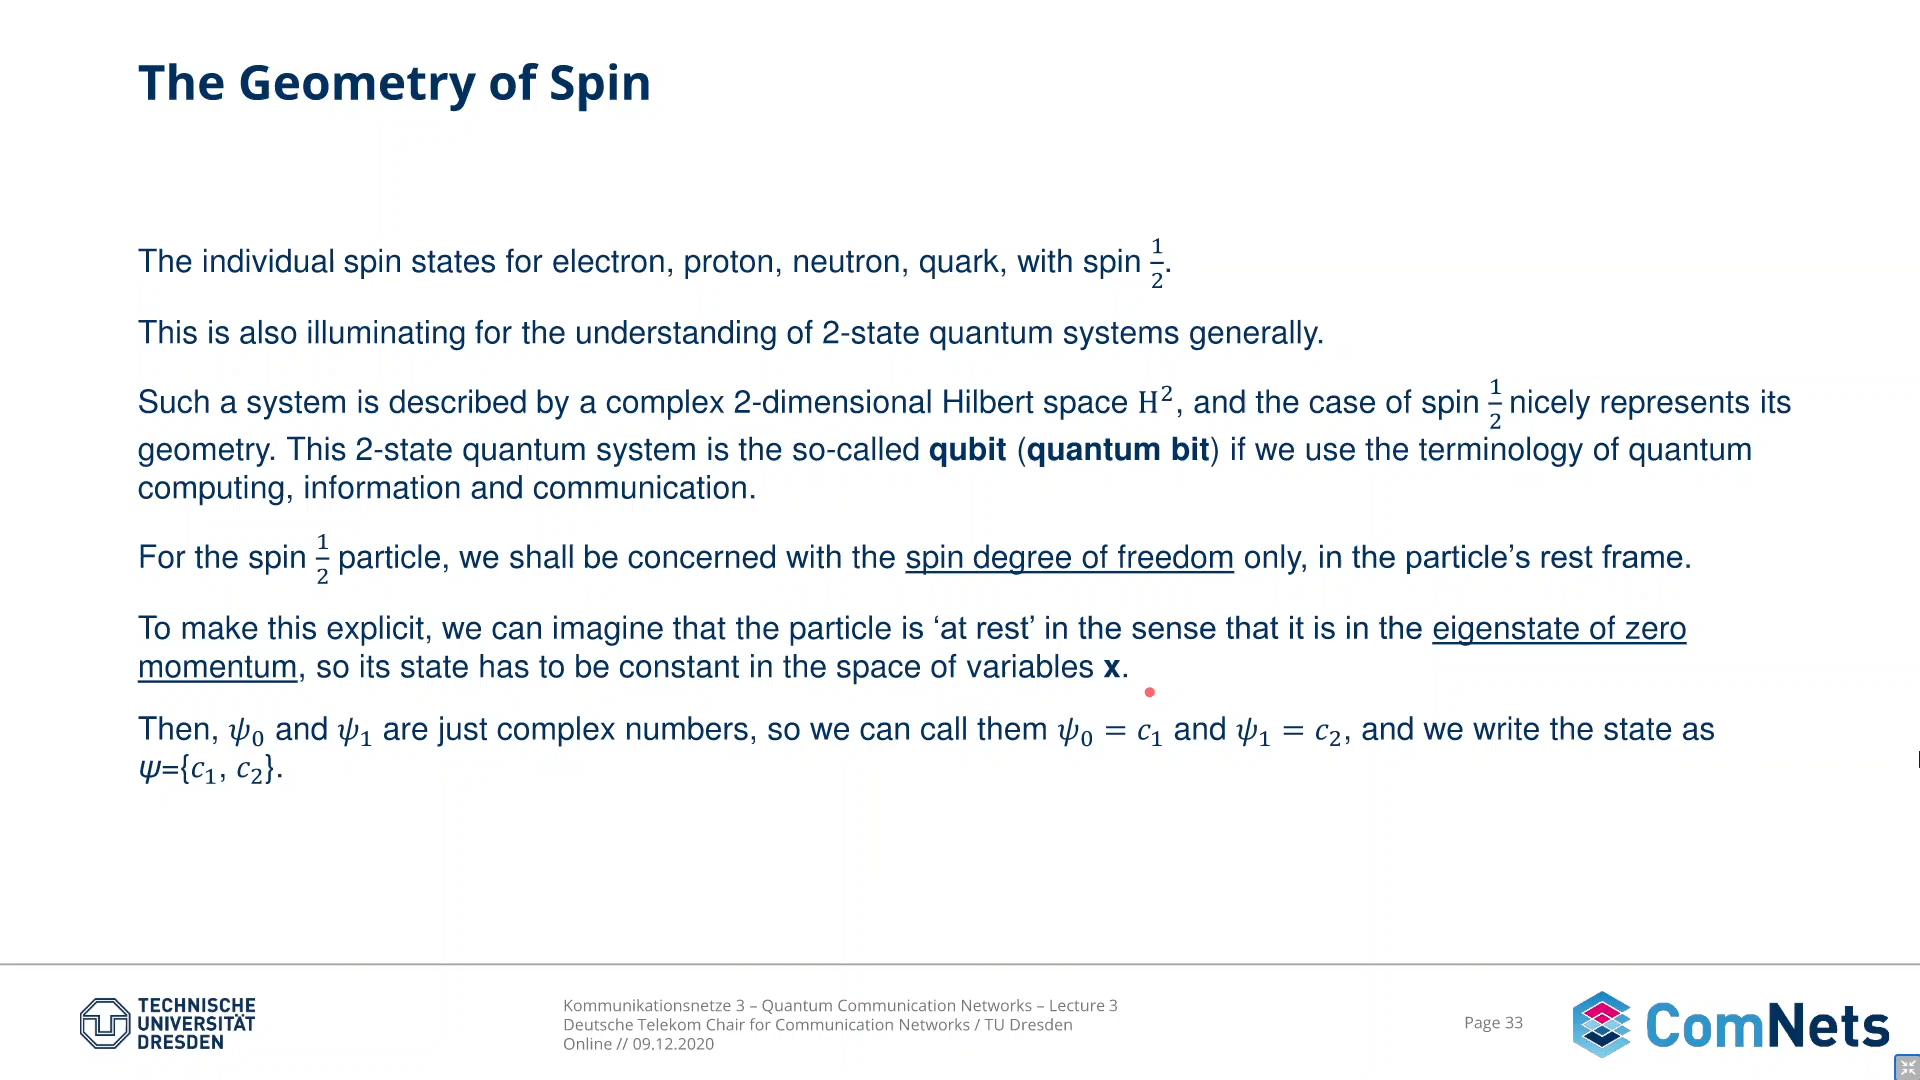 The Geometry of Spin
The individual spin states for electron, proton, neutron, quark, with spin 1/2.
This is also illuminating for the understanding of 2-state quantum systems generally.
Such a system is described by a complex 2-dimensional Hilbert space H², and the case of spin 1/2 nicely represents its
geometry. This 2-state quantum system is the so-called qubit (quantum bit) if we use the terminology of quantum
computing, information and communication.
For the spin 1/2 particle, we shall be concerned with the spin degree of freedom only, in the particle’s rest frame.
To make this explicit, we can imagine that the particle is ‘at rest’ in the sense that it is in the eigenstate of zero
momentum, so its state has to be constant in the space of variables x.
Then, ψ₀ and ψ₁ are just complex numbers, so we can call them ψ₀ = c₁ and ψ₁ = c₂, and we write the state as
ψ={c₁, c₂}.
TECHNISCHE
UNIVERSITÄT
DRESDEN
Kommunikationsnetze 3 – Quantum Communication Networks – Lecture 3
Deutsche Telekom Chair for Communication Networks / TU Dresden
Online // 09.12.2020
Page 33
ComNets